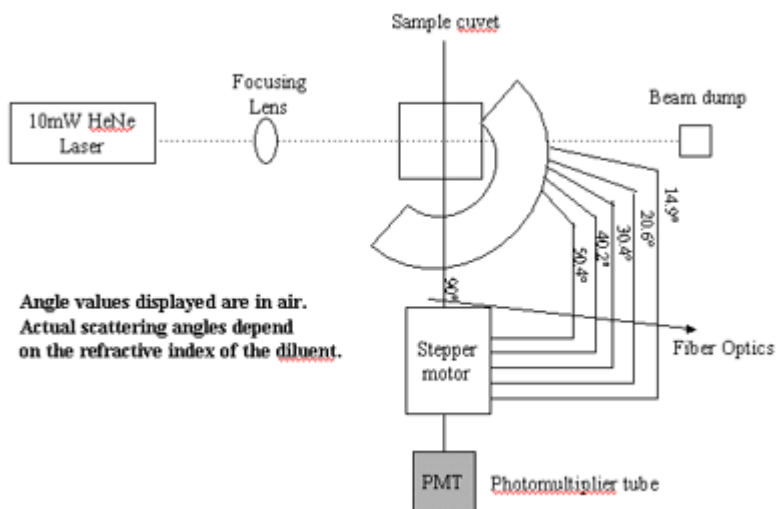 Sample cuvet
Focusing
Lens
Beam dump
10mW HeNe
Laser
14.9°
20.6°
30.4°
40.2°
50.4°
90°
Angle values displayed are in air.
Actual scattering angles depend
on the refractive index of the diluent.
Stepper
motor
Fiber Optics
PMT
Photomultiplier tube